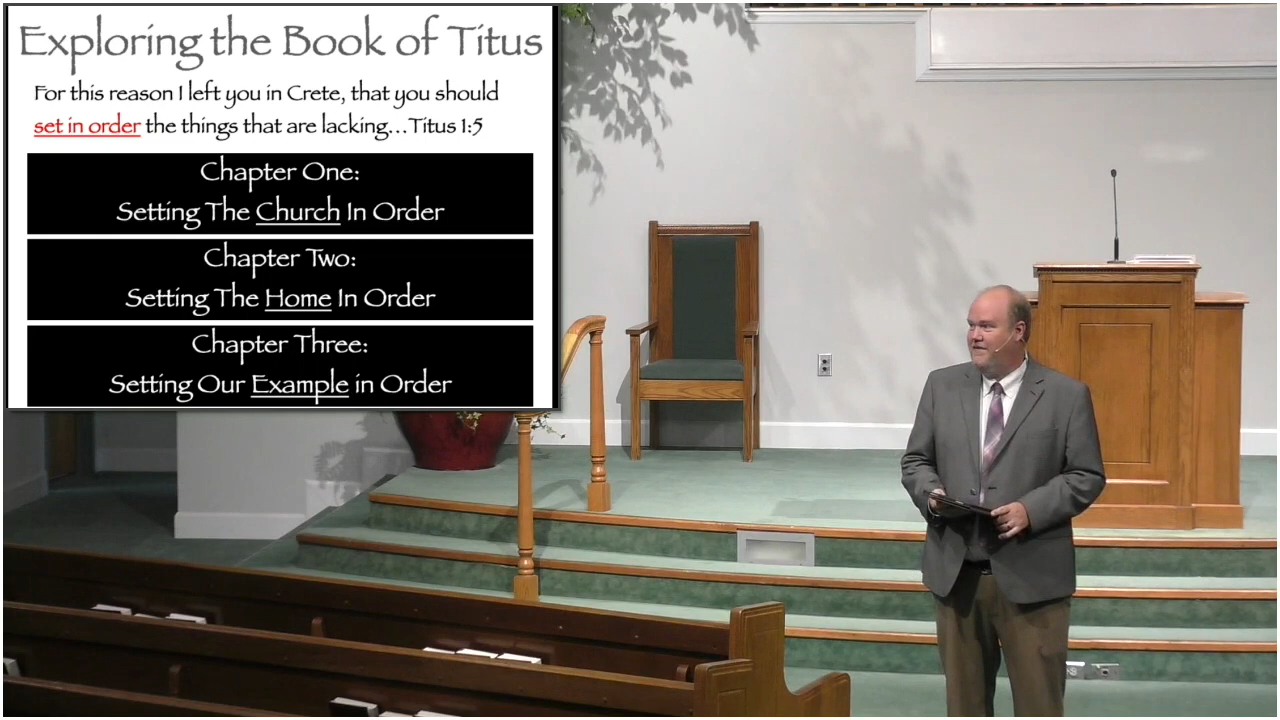 Exploring the Book of Titus
For this reason I left you in Crete, that you should
set in order the things that are lacking...Titus 1:5
Chapter One:
Setting The Church In Order
Chapter Two:
Setting The Home In Order
Chapter Three:
Setting Our Example in Order